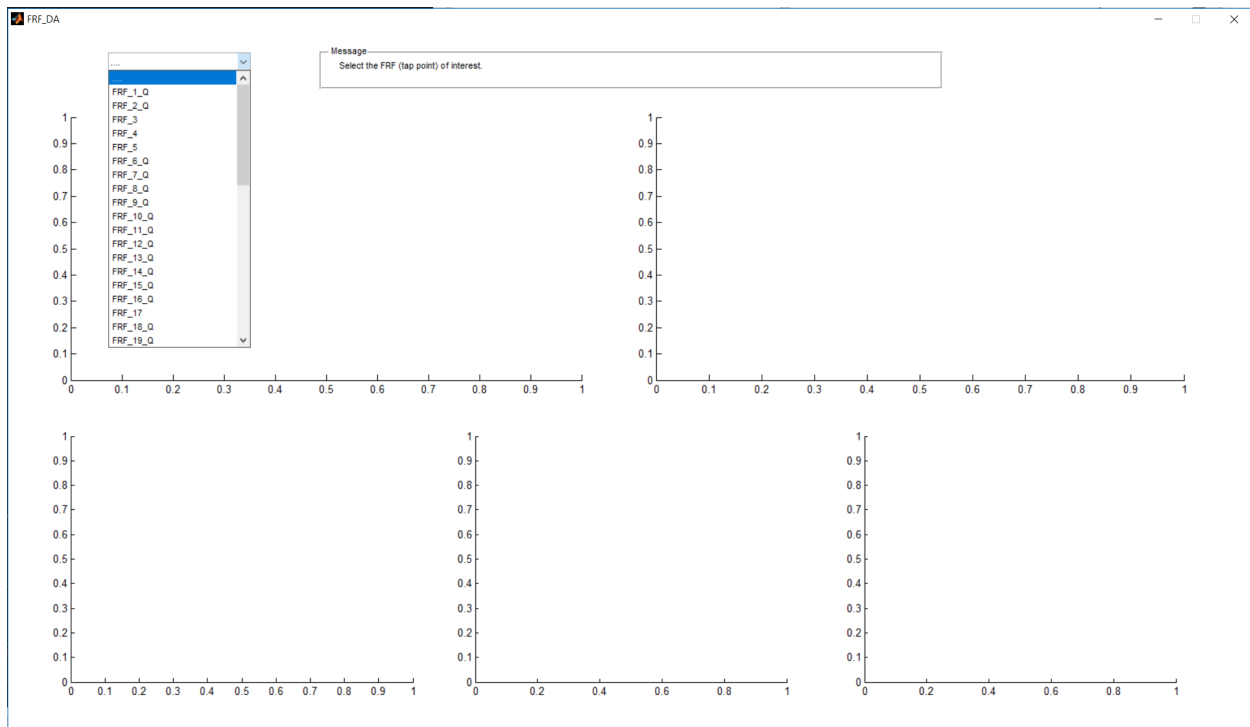 FRF_DA
....
Message
Select the FRF (tap point) of interest.
....
FRF_1_Q
FRF_2_Q
FRF_3
FRF_4
FRF_5
FRF_6_Q
FRF_7_Q
FRF_8_Q
FRF_9_Q
FRF_10_Q
FRF_11_Q
FRF_12_Q
FRF_13_Q
FRF_14_Q
FRF_15_Q
FRF_16_Q
FRF_17
FRF_18_Q
FRF_19_Q
1
0.9
0.8
0.7
0.6
0.5
0.4
0.3
0.2
0.1
0
0 0.1 0.2 0.3 0.4 0.5 0.6 0.7 0.8 0.9 1
1
0.9
0.8
0.7
0.6
0.5
0.4
0.3
0.2
0.1
0
0 0.1 0.2 0.3 0.4 0.5 0.6 0.7 0.8 0.9 1
1
0.9
0.8
0.7
0.6
0.5
0.4
0.3
0.2
0.1
0
0 0.1 0.2 0.3 0.4 0.5 0.6 0.7 0.8 0.9 1
1
0.9
0.8
0.7
0.6
0.5
0.4
0.3
0.2
0.1
0
0 0.2 0.4 0.6 0.8 1
1
0.9
0.8
0.7
0.6
0.5
0.4
0.3
0.2
0.1
0
0 0.2 0.4 0.6 0.8 1